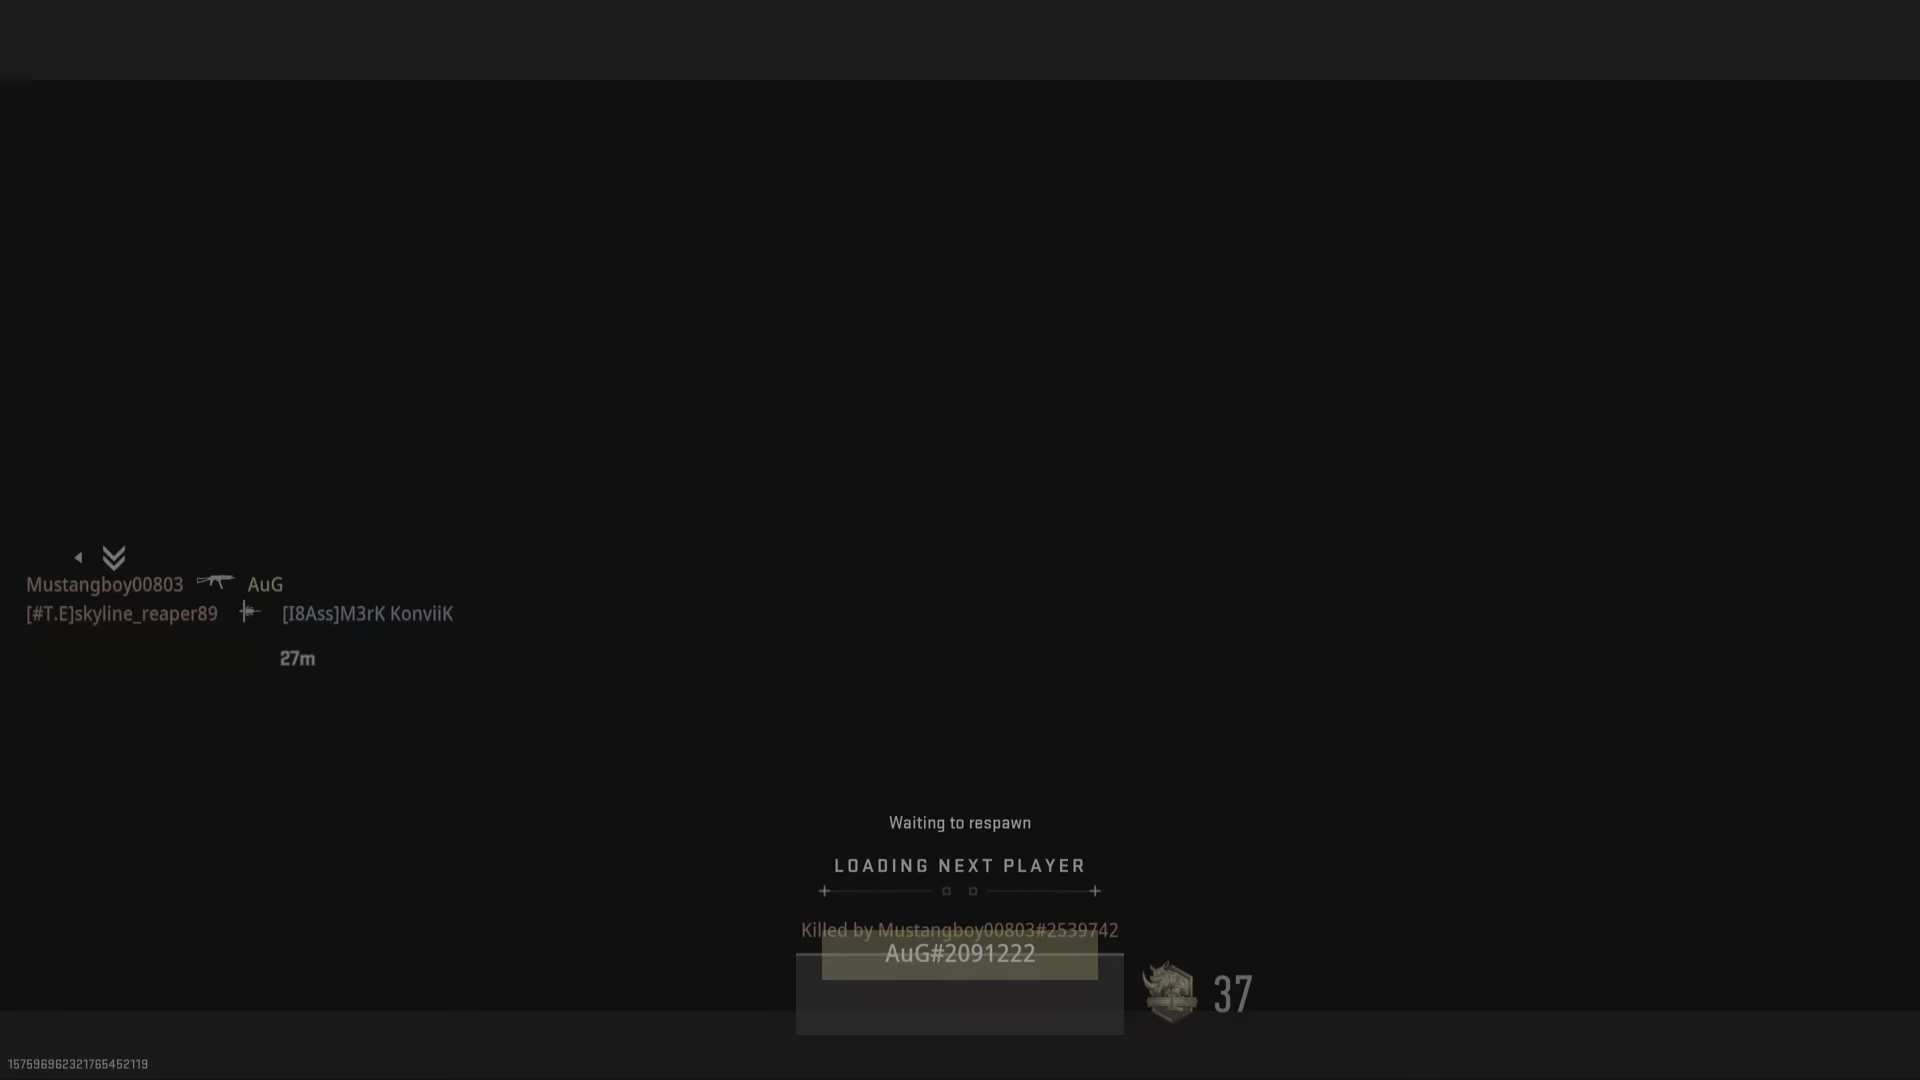 Mustangboy00803 AuG
[#T.E]skyline_reaper89 [I8Ass]M3rK KonviiK
27m
Waiting to respawn
LOADING NEXT PLAYER
Killed by Mustangboy00803#2539742
AuG#2091222
37
157596962321765452119